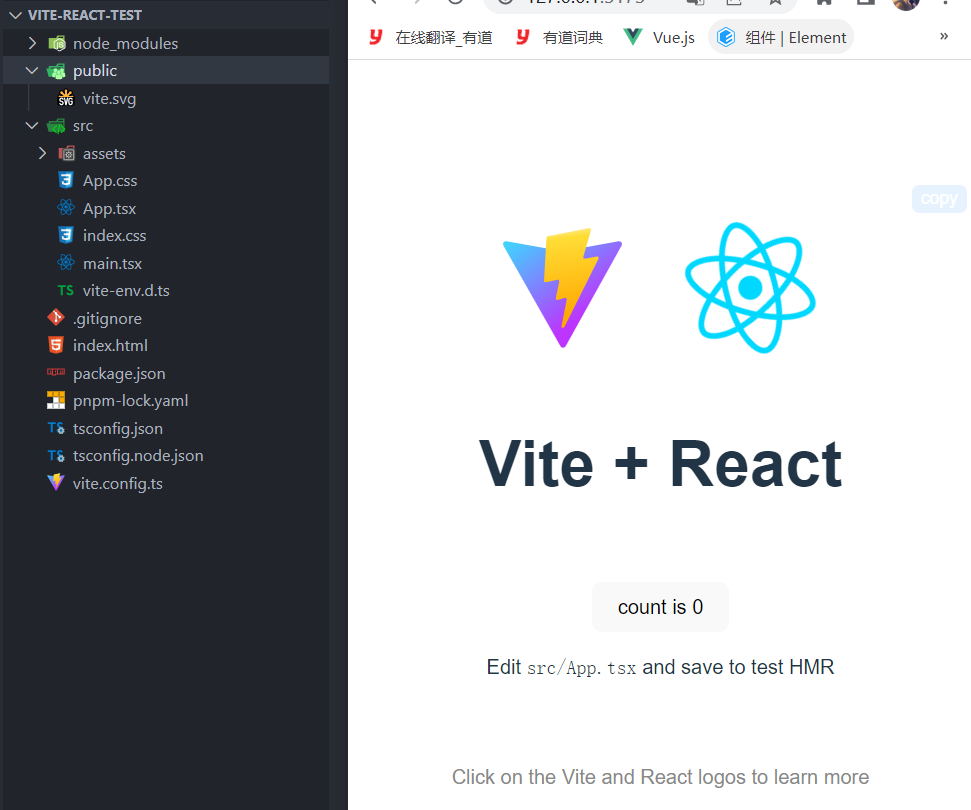 VITE-REACT-TEST
node_modules
public
vite.svg
src
assets
App.css
App.tsx
index.css
main.tsx
TS vite-env.d.ts
.gitignore
index.html
package.json
pnpm-lock.yaml
tsconfig.json
tsconfig.node.json
vite.config.ts
在线翻译_有道
有道词典
Vue.js
组件 | Element
»
copy
Vite + React
count is 0
Edit src/App.tsx and save to test HMR
Click on the Vite and React logos to learn more